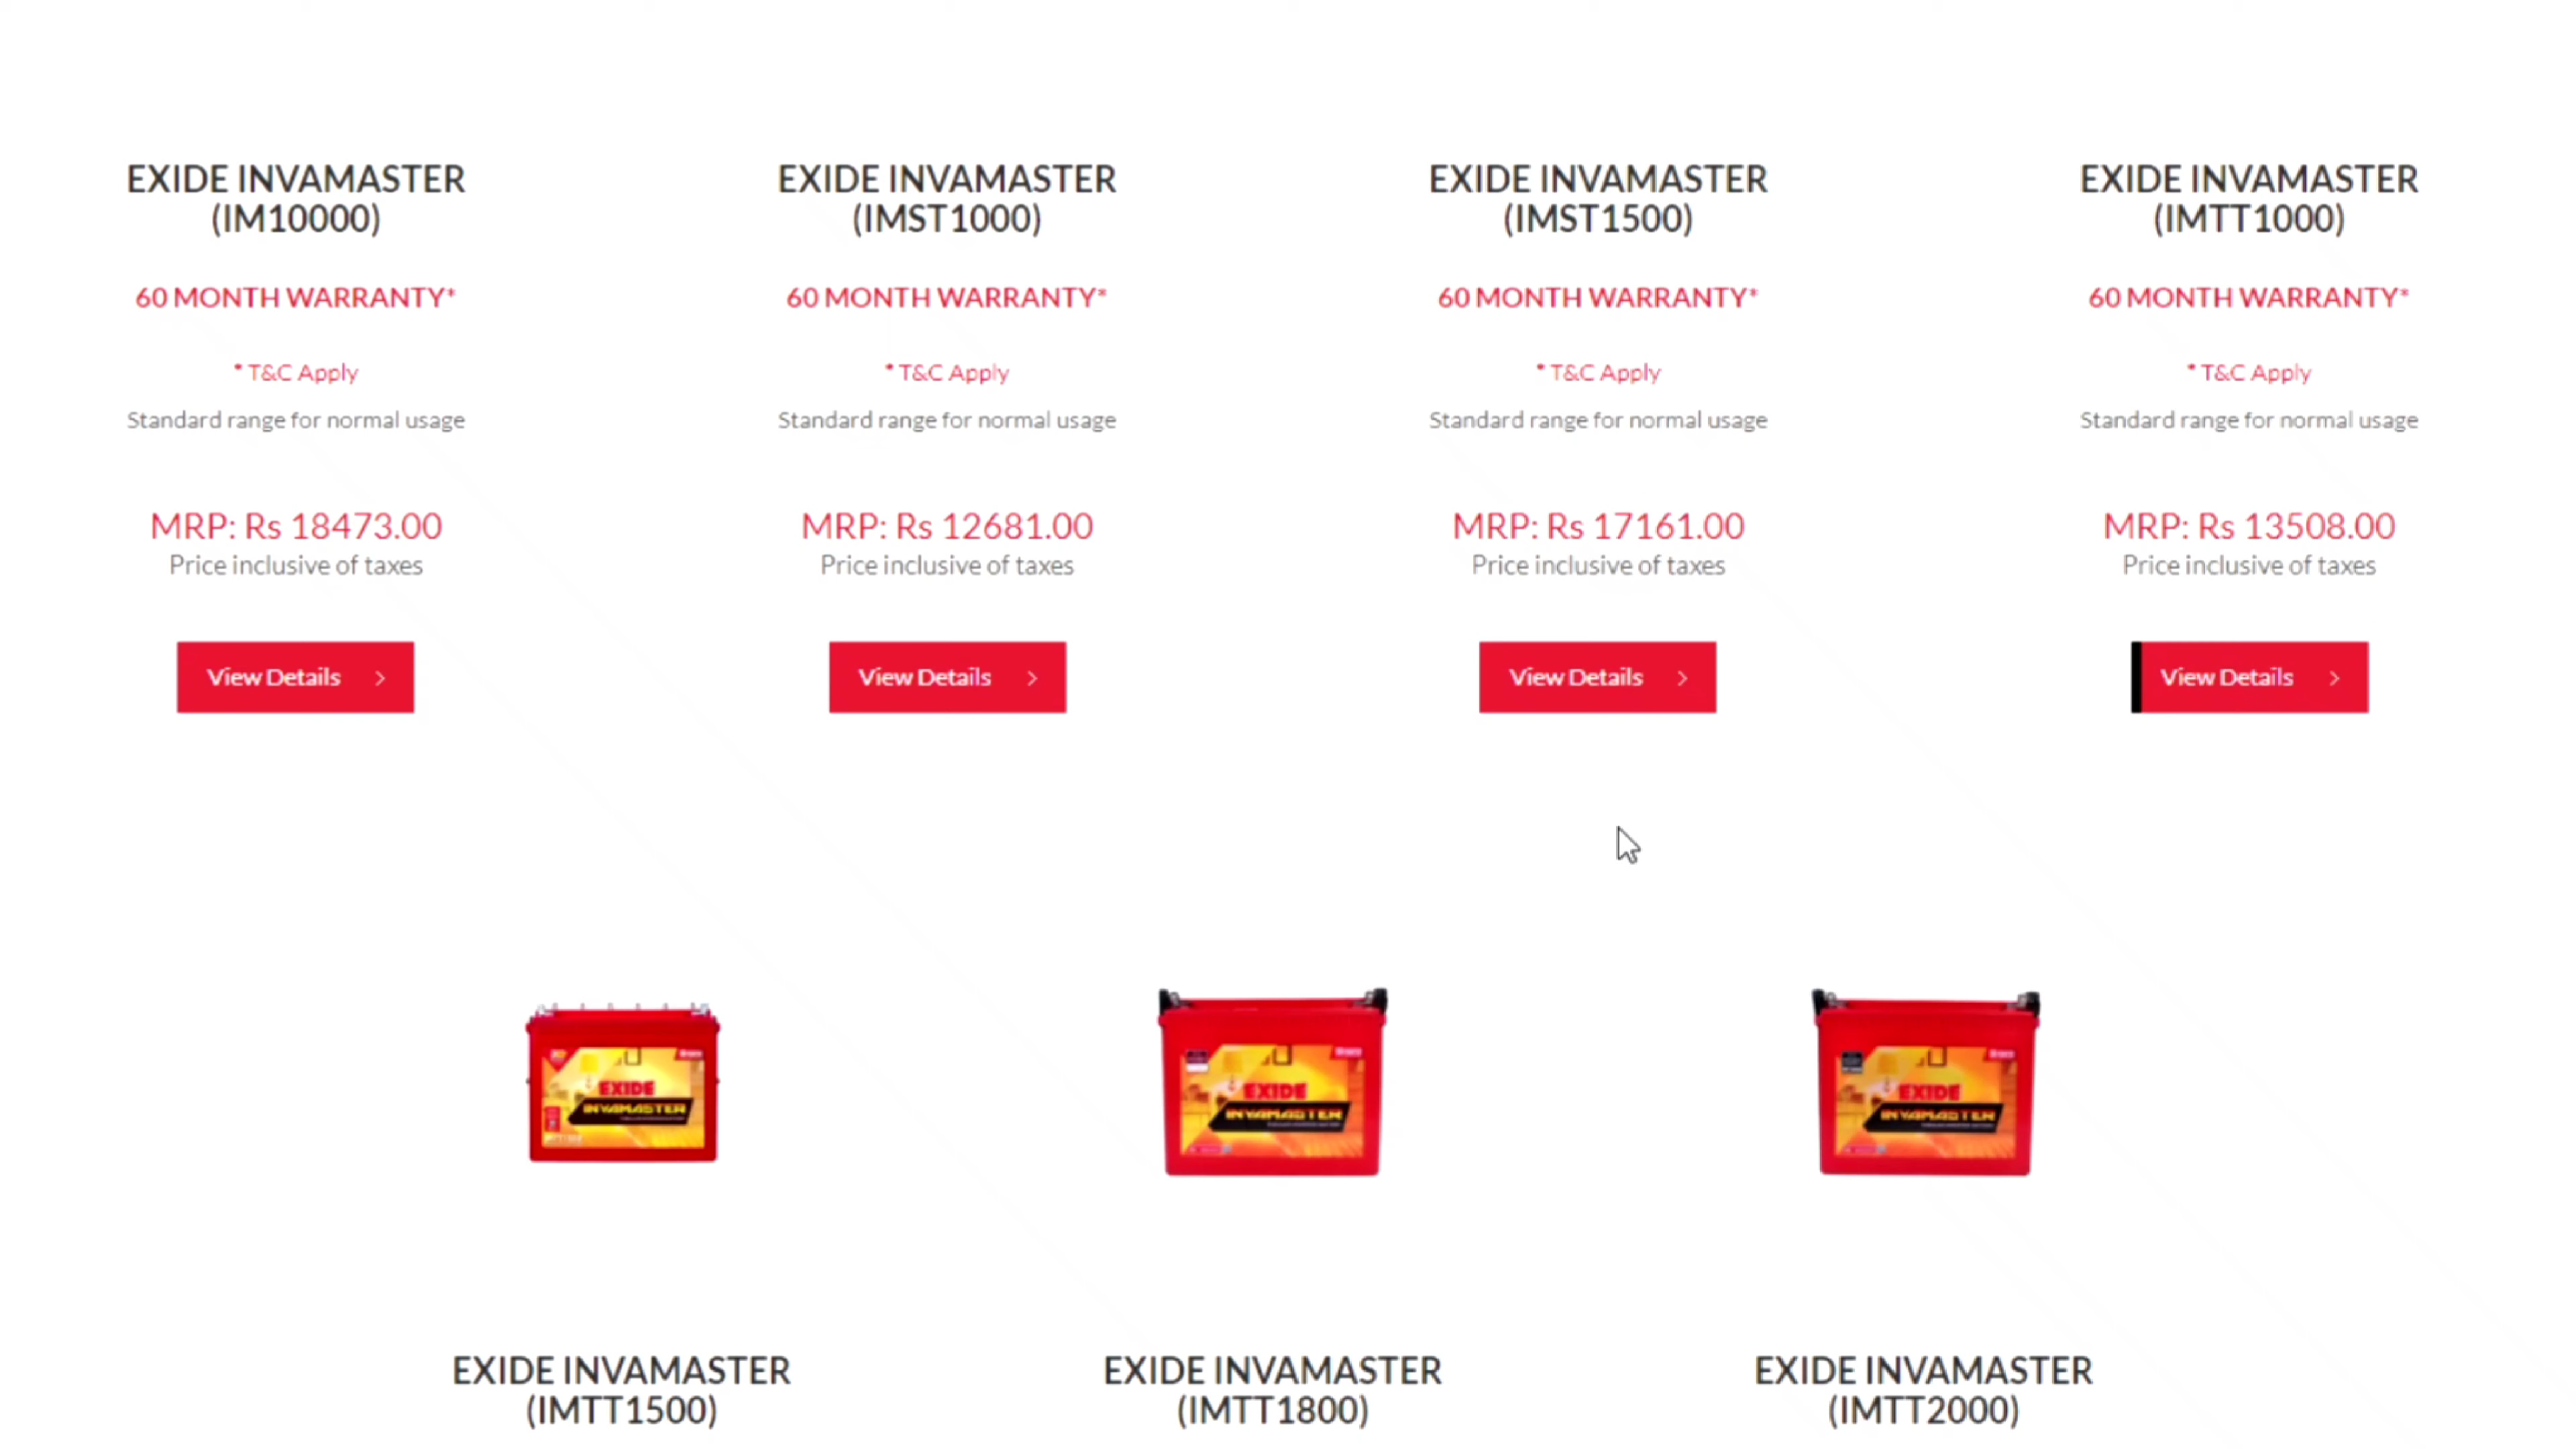 EXIDE INVAMASTER
(IM10000)
60 MONTH WARRANTY*
* T&C Apply
Standard range for normal usage
MRP: Rs 18473.00
Price inclusive of taxes
View Details
EXIDE INVAMASTER
(IMST1000)
60 MONTH WARRANTY*
* T&C Apply
Standard range for normal usage
MRP: Rs 12681.00
Price inclusive of taxes
View Details
EXIDE INVAMASTER
(IMST1500)
60 MONTH WARRANTY*
* T&C Apply
Standard range for normal usage
MRP: Rs 17161.00
Price inclusive of taxes
View Details
EXIDE INVAMASTER
(IMTT1000)
60 MONTH WARRANTY*
* T&C Apply
Standard range for normal usage
MRP: Rs 13508.00
Price inclusive of taxes
View Details
EXIDE
INVAMASTER
EXIDE INVAMASTER
(IMTT1500)
EXIDE
INVAMASTER
EXIDE INVAMASTER
(IMTT1800)
EXIDE
INVAMASTER
EXIDE INVAMASTER
(IMTT2000)